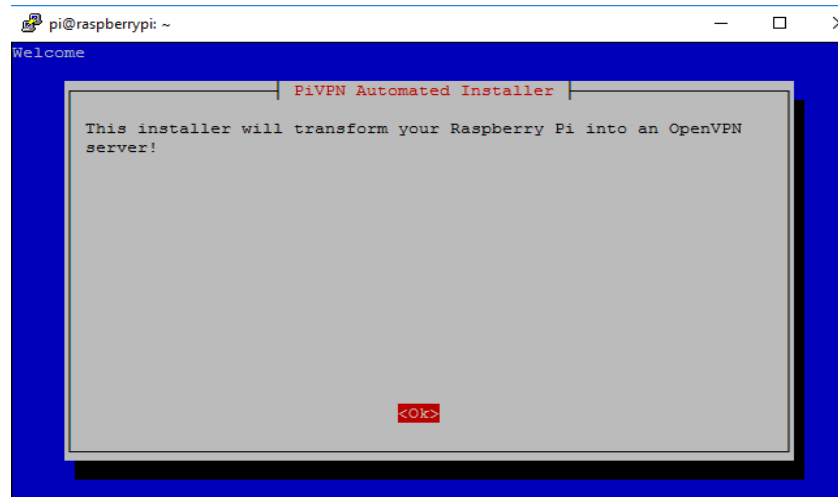 pi@raspberrypi: ~
Welcome
PiVPN Automated Installer
This installer will transform your Raspberry Pi into an OpenVPN
server!
<Ok>